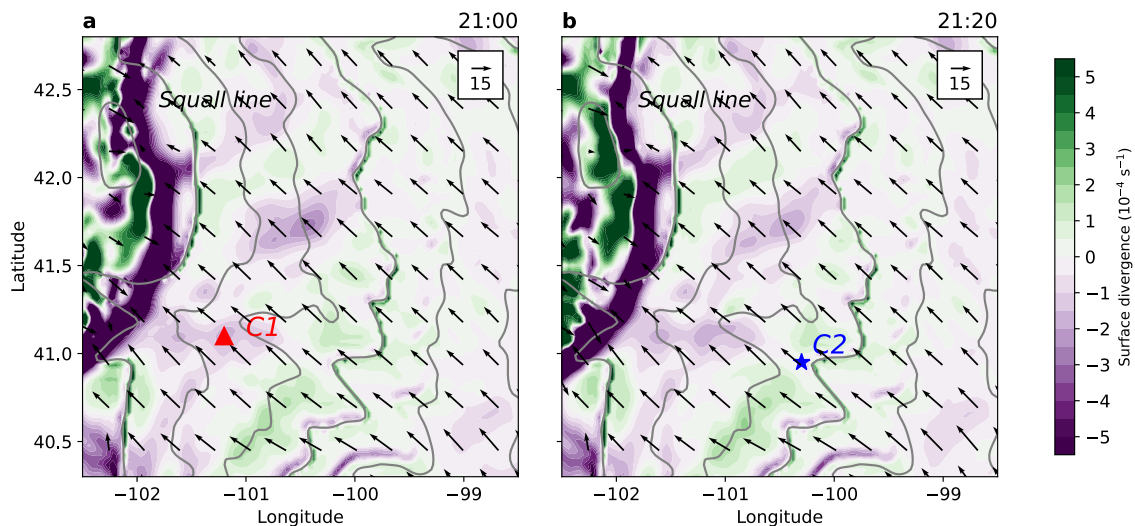 a
21:00
b
21:20
Squall line
15
C1
Squall line
15
C2
42.5
42.0
41.5
41.0
40.5
Latitude
−102
−101
−100
−99
Longitude
−102
−101
−100
−99
Longitude
5
4
3
2
1
0
−1
−2
−3
−4
−5
Surface divergence (10⁻⁴ s⁻¹)